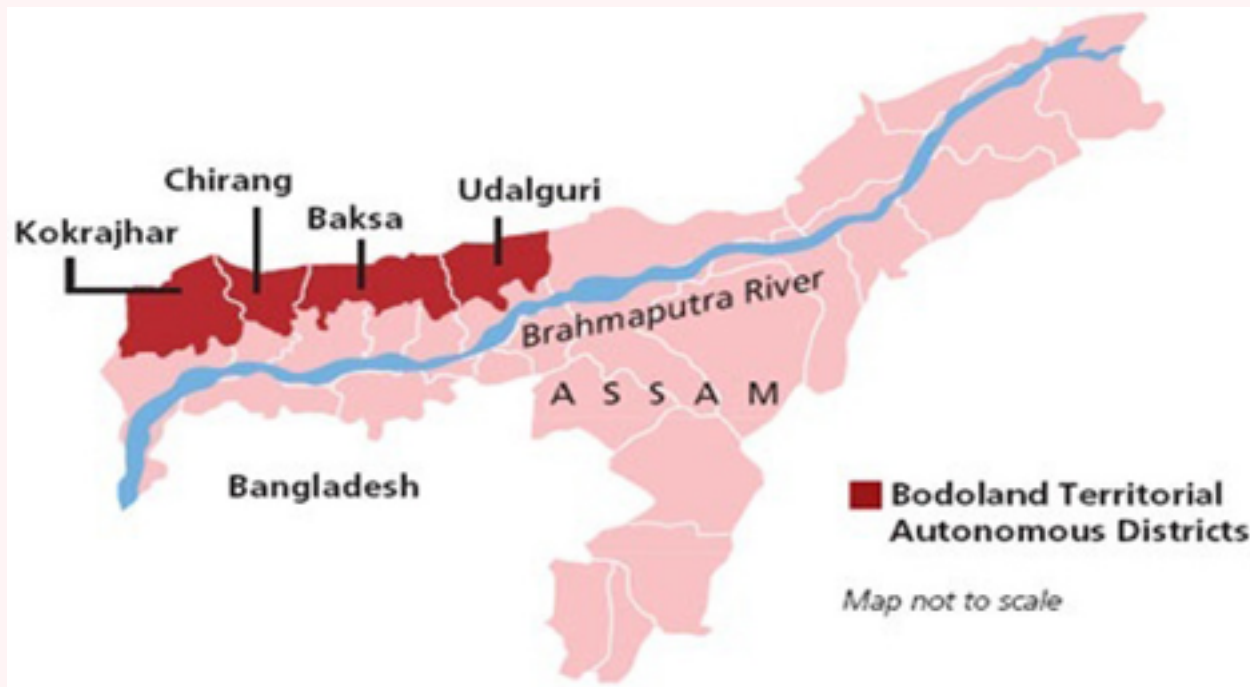 Chirang
Udalguri
Baksa
Kokrajhar
Brahmaputra River
A S S A M
Bangladesh
Bodoland Territorial
Autonomous Districts
Map not to scale